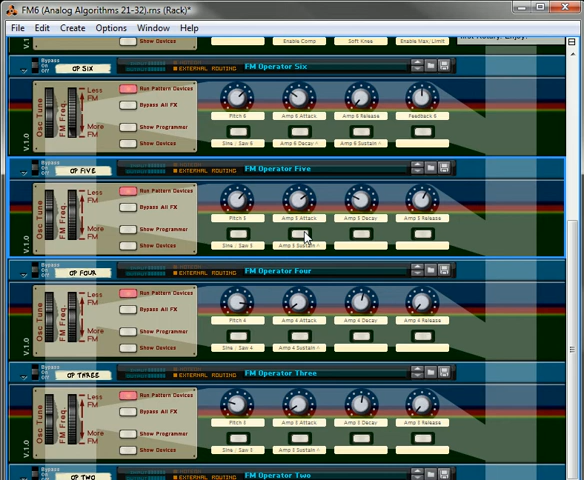 FM6 (Analog Algorithms 21-32).rns (Rack)*
File Edit Create Options Window Help
Show Devices
Enable Comp
Soft Knee
Enable Max. Limit
Bypass
On
Off
OP SIX
EXTERNAL ROUTING
FM Operator Six
V.1.0
Osc Tune
FM Freq.
Less
FM
More
FM
Run Pattern Devices
Bypass All FX
Show Programmer
Show Devices
Pitch 6
Amp 6 Attack
Amp 6 Release
Feedback 6
Sine / Saw 6
Amp 6 Decay
Amp 6 Sustain
Bypass
On
Off
OP FIVE
EXTERNAL ROUTING
FM Operator Five
V.1.0
Osc Tune
FM Freq.
Less
FM
More
FM
Run Pattern Devices
Bypass All FX
Show Programmer
Show Devices
Pitch 5
Amp 5 Attack
Amp 5 Decay
Amp 5 Release
Sine / Saw 5
Amp 5 Sustain
Bypass
On
Off
OP FOUR
EXTERNAL ROUTING
FM Operator Four
V.1.0
Osc Tune
FM Freq.
Less
FM
More
FM
Run Pattern Devices
Bypass All FX
Show Programmer
Show Devices
Pitch 4
Amp 4 Attack
Amp 4 Decay
Amp 4 Release
Sine / Saw 4
Amp 4 Sustain
Bypass
On
Off
OP THREE
EXTERNAL ROUTING
FM Operator Three
V.1.0
Osc Tune
FM Freq.
Less
FM
More
FM
Run Pattern Devices
Bypass All FX
Show Programmer
Show Devices
Pitch 3
Amp 3 Attack
Amp 3 Decay
Amp 3 Release
Sine / Saw 3
Amp 3 Sustain
Bypass
On
OP TWO
EXTERNAL ROUTING
FM Operator Two